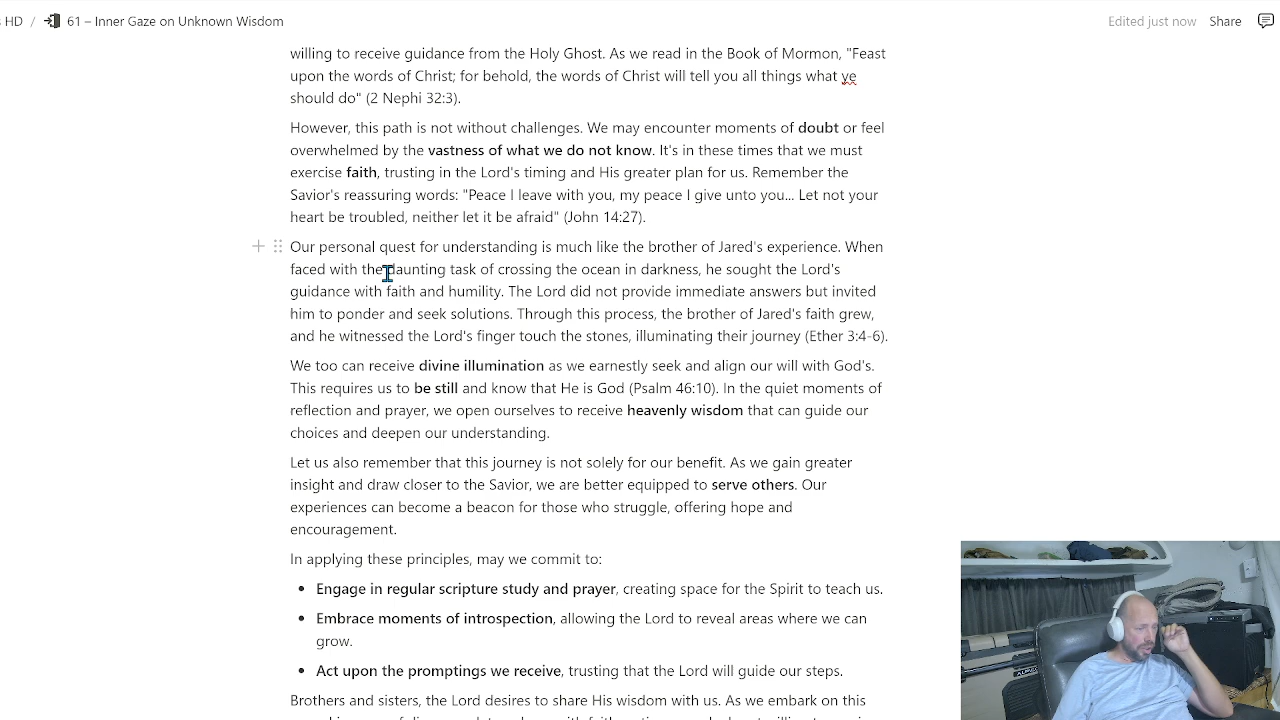 HD / 61 – Inner Gaze on Unknown Wisdom Edited just now Share
willing to receive guidance from the Holy Ghost. As we read in the Book of Mormon, "Feast
upon the words of Christ; for behold, the words of Christ will tell you all things what ye
should do" (2 Nephi 32:3).
However, this path is not without challenges. We may encounter moments of doubt or feel
overwhelmed by the vastness of what we do not know. It's in these times that we must
exercise faith, trusting in the Lord's timing and His greater plan for us. Remember the
Savior's reassuring words: "Peace I leave with you, my peace I give unto you... Let not your
heart be troubled, neither let it be afraid" (John 14:27).
Our personal quest for understanding is much like the brother of Jared's experience. When
faced with the daunting task of crossing the ocean in darkness, he sought the Lord's
guidance with faith and humility. The Lord did not provide immediate answers but invited
him to ponder and seek solutions. Through this process, the brother of Jared's faith grew,
and he witnessed the Lord's finger touch the stones, illuminating their journey (Ether 3:4-6).
We too can receive divine illumination as we earnestly seek and align our will with God's.
This requires us to be still and know that He is God (Psalm 46:10). In the quiet moments of
reflection and prayer, we open ourselves to receive heavenly wisdom that can guide our
choices and deepen our understanding.
Let us also remember that this journey is not solely for our benefit. As we gain greater
insight and draw closer to the Savior, we are better equipped to serve others. Our
experiences can become a beacon for those who struggle, offering hope and
encouragement.
In applying these principles, may we commit to:
• Engage in regular scripture study and prayer, creating space for the Spirit to teach us.
• Embrace moments of introspection, allowing the Lord to reveal areas where we can
grow.
• Act upon the promptings we receive, trusting that the Lord will guide our steps.
Brothers and sisters, the Lord desires to share His wisdom with us. As we embark on this